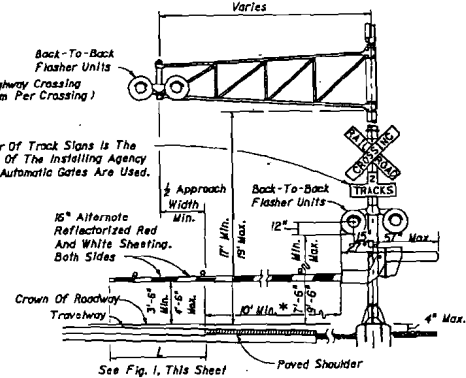 Varies
Back-To-Back
Flasher Units
ghway Crossing
m Per Crossing)
r Of Track Signs Is The
Of The Installing Agency
Automatic Gates Are Used.
RAILROAD
CROSSING
2
TRACKS
½ Approach
Width
Min.
Back-To-Back
Flasher Units
16" Alternate
Reflectorized Red
And White Sheeting.
Both Sides
17' Min.
19' Max.
12"
15"
27"
57" Max.
Crown Of Roadway
Travelway
3'-6" Min.
4'-6" Max.
10' Min. *
7'-6" Min.
9'-6" Max.
4" Max.
L
Paved Shoulder
See Fig. 1, This Sheet